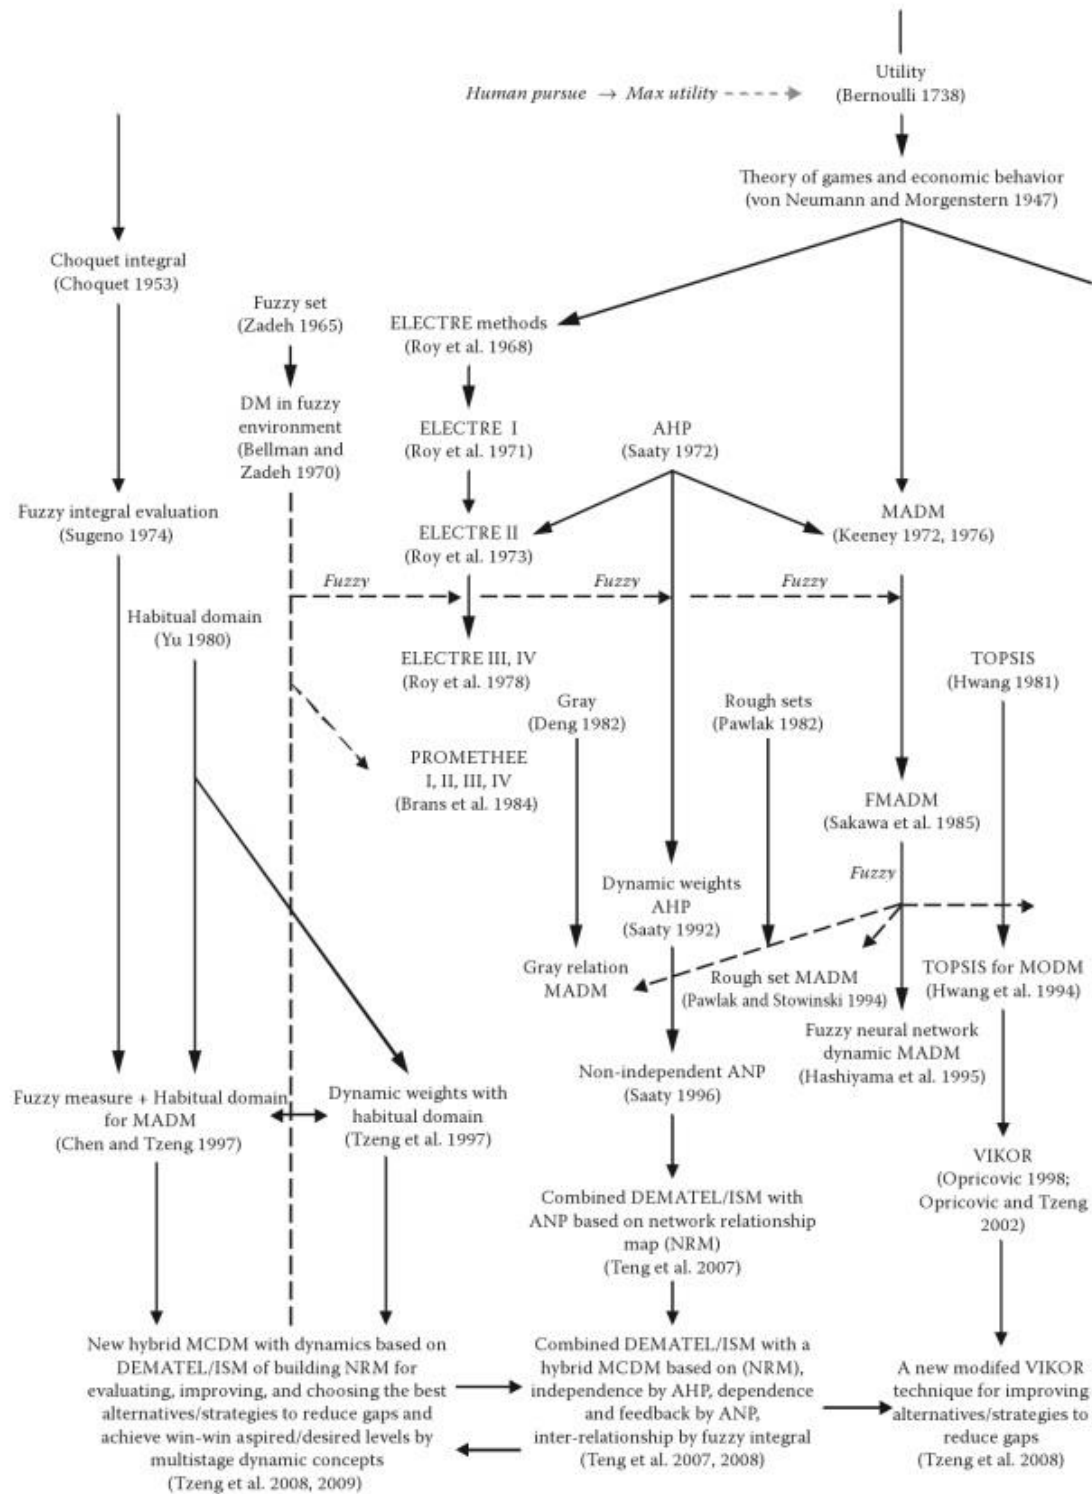 Utility
(Bernoulli 1738)
Human pursue → Max utility
Theory of games and economic behavior
(von Neumann and Morgenstern 1947)
Choquet integral
(Choquet 1953)
Fuzzy set
(Zadeh 1965)
ELECTRE methods
(Roy et al. 1968)
DM in fuzzy
environment
(Bellman and
Zadeh 1970)
ELECTRE I
(Roy et al. 1971)
AHP
(Saaty 1972)
Fuzzy integral evaluation
(Sugeno 1974)
ELECTRE II
(Roy et al. 1973)
MADM
(Keeney 1972, 1976)
Fuzzy
Fuzzy
Fuzzy
Habitual domain
(Yu 1980)
ELECTRE III, IV
(Roy et al. 1978)
TOPSIS
(Hwang 1981)
Gray
(Deng 1982)
Rough sets
(Pawlak 1982)
PROMETHEE
I, II, III, IV
(Brans et al. 1984)
FMADM
(Sakawa et al. 1985)
Fuzzy
Dynamic weights
AHP
(Saaty 1992)
Gray relation
MADM
Rough set MADM
(Pawlak and Stowinski 1994)
TOPSIS for MODM
(Hwang et al. 1994)
Fuzzy neural network
dynamic MADM
(Hashiyama et al. 1995)
Non-independent ANP
(Saaty 1996)
Fuzzy measure + Habitual domain
for MADM
(Chen and Tzeng 1997)
Dynamic weights with
habitual domain
(Tzeng et al. 1997)
VIKOR
(Opricovic 1998;
Opricovic and Tzeng
2002)
Combined DEMATEL/ISM with
ANP based on network relationship
map (NRM)
(Teng et al. 2007)
New hybrid MCDM with dynamics based on
DEMATEL/ISM of building NRM for
evaluating, improving, and choosing the best
alternatives/strategies to reduce gaps and
achieve win-win aspired/desired levels by
multistage dynamic concepts
(Tzeng et al. 2008, 2009)
Combined DEMATEL/ISM with a
hybrid MCDM based on (NRM),
independence by AHP, dependence
and feedback by ANP,
inter-relationship by fuzzy integral
(Teng et al. 2007, 2008)
A new modifed VIKOR
technique for improving
alternatives/strategies to
reduce gaps
(Tzeng et al. 2008)